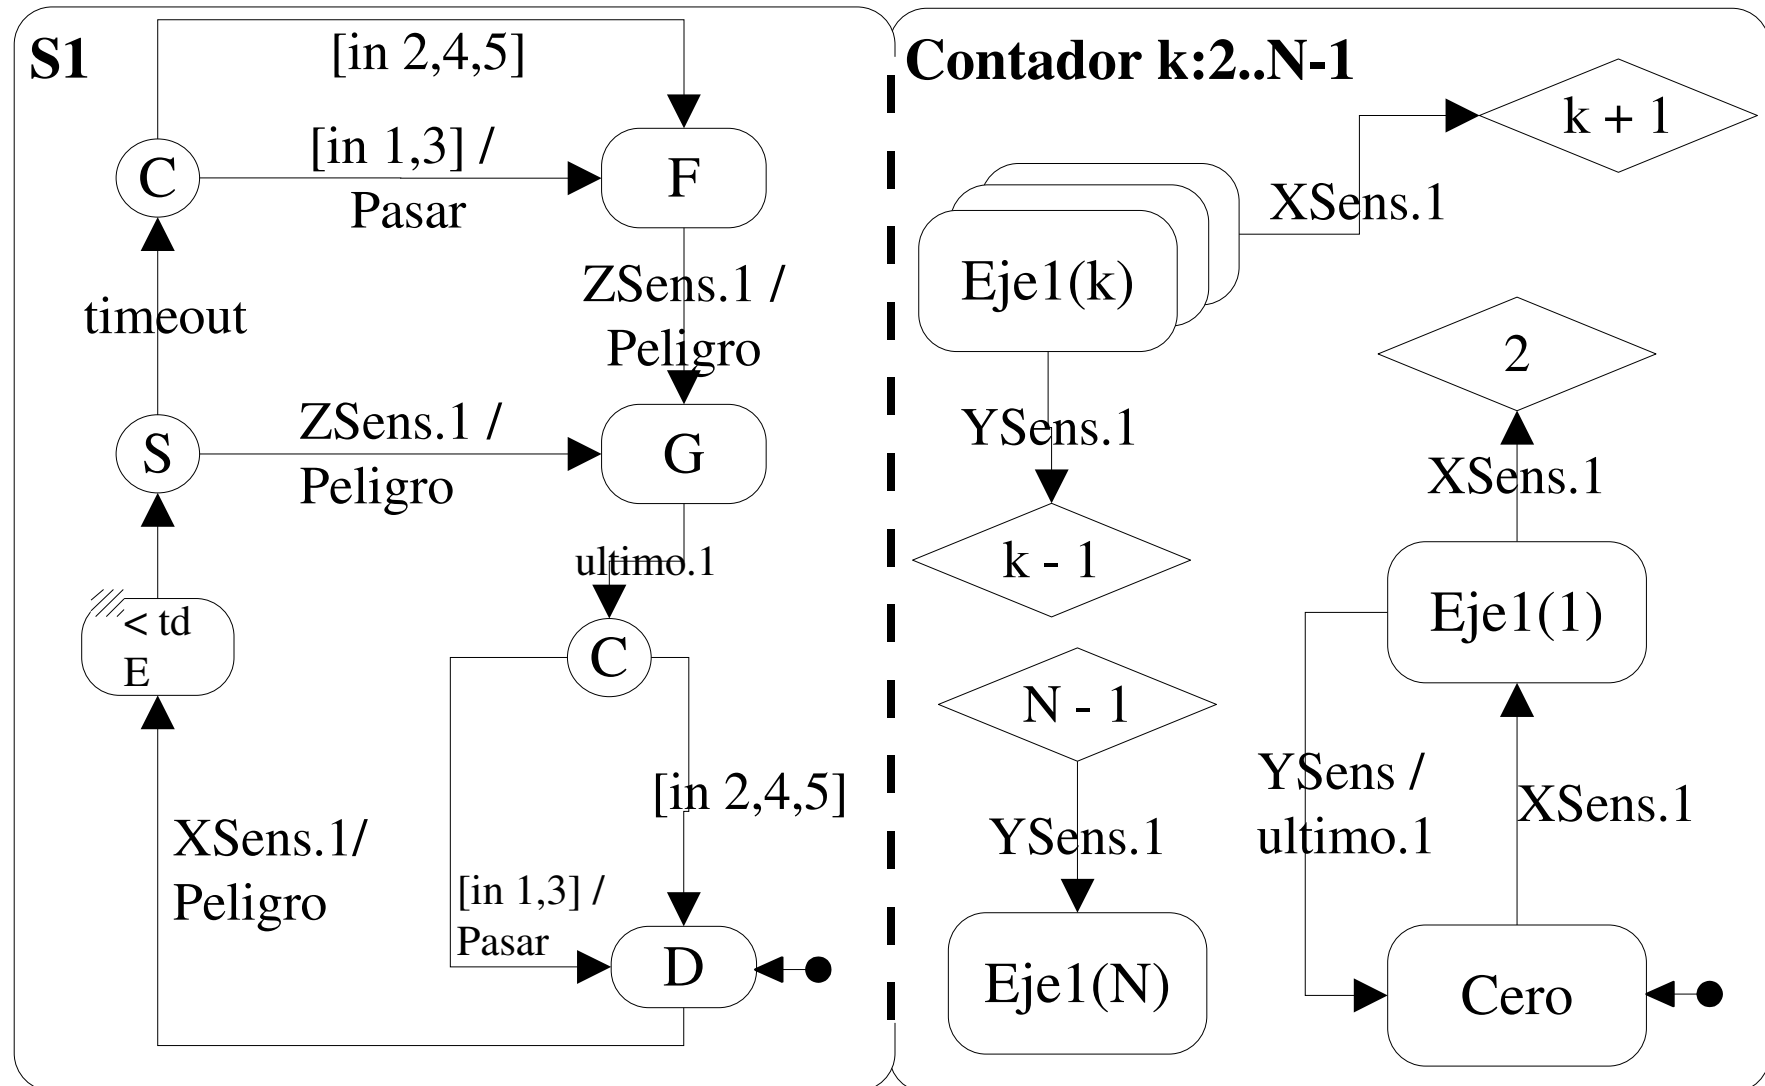 S1
[in 2,4,5]
C
[in 1,3] /
Pasar
F
timeout
ZSens.1 /
Peligro
S
ZSens.1 /
Peligro
G
ultimo.1
< td
E
C
XSens.1/
Peligro
[in 2,4,5]
[in 1,3] /
Pasar
D
Contador k:2..N-1
k + 1
XSens.1
Eje1(k)
2
YSens.1
XSens.1
k - 1
Eje1(1)
N - 1
YSens.1
YSens /
ultimo.1
XSens.1
Eje1(N)
Cero